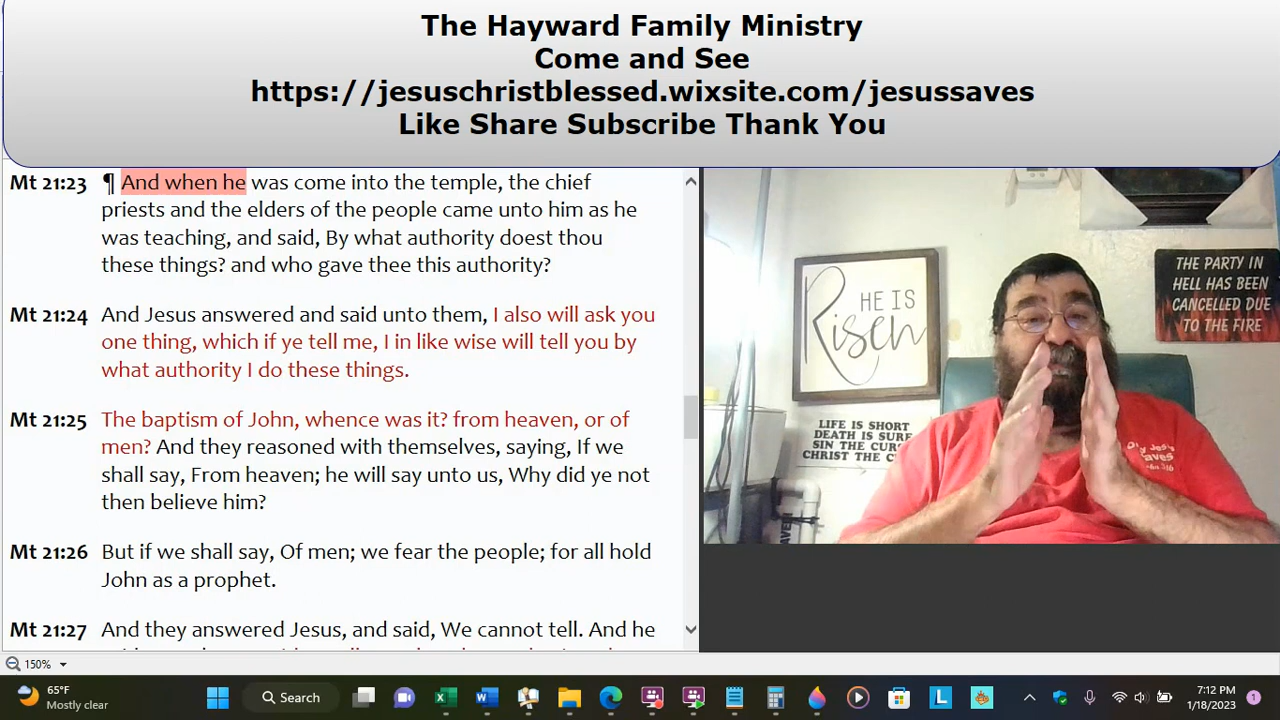 The Hayward Family Ministry
Come and See
https://jesuschristblessed.wixsite.com/jesussaves
Like Share Subscribe Thank You
Mt 21:23 ¶ And when he was come into the temple, the chief
priests and the elders of the people came unto him as he
was teaching, and said, By what authority doest thou
these things? and who gave thee this authority?
Mt 21:24 And Jesus answered and said unto them, I also will ask you
one thing, which if ye tell me, I in like wise will tell you by
what authority I do these things.
Mt 21:25 The baptism of John, whence was it? from heaven, or of
men? And they reasoned with themselves, saying, If we
shall say, From heaven; he will say unto us, Why did ye not
then believe him?
Mt 21:26 But if we shall say, Of men; we fear the people; for all hold
John as a prophet.
Mt 21:27 And they answered Jesus, and said, We cannot tell. And he
HE IS
Risen
THE PARTY IN
HELL HAS BEEN
CANCELLED DUE
TO THE FIRE
LIFE IS SHORT
DEATH IS SURE
SIN THE
CHRIST THE
150%
65°F
Mostly clear
Search
7:12 PM
1/18/2023
1